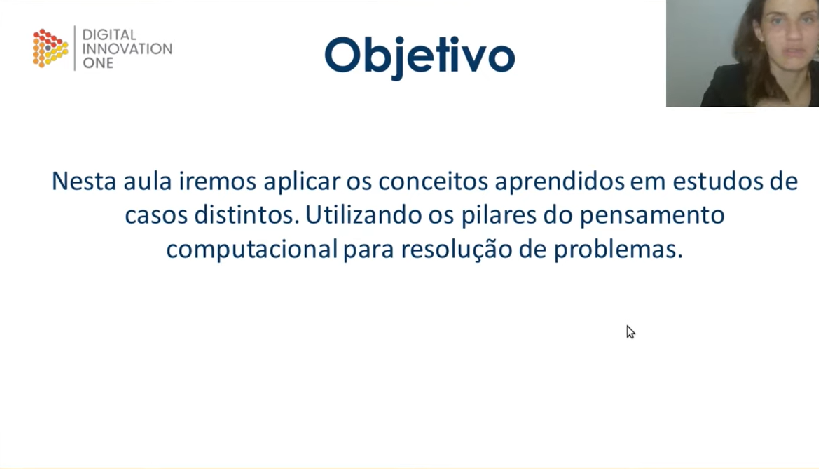 DIGITAL
INNOVATION
ONE
Objetivo
Nesta aula iremos aplicar os conceitos aprendidos em estudos de
casos distintos. Utilizando os pilares do pensamento
computacional para resolução de problemas.